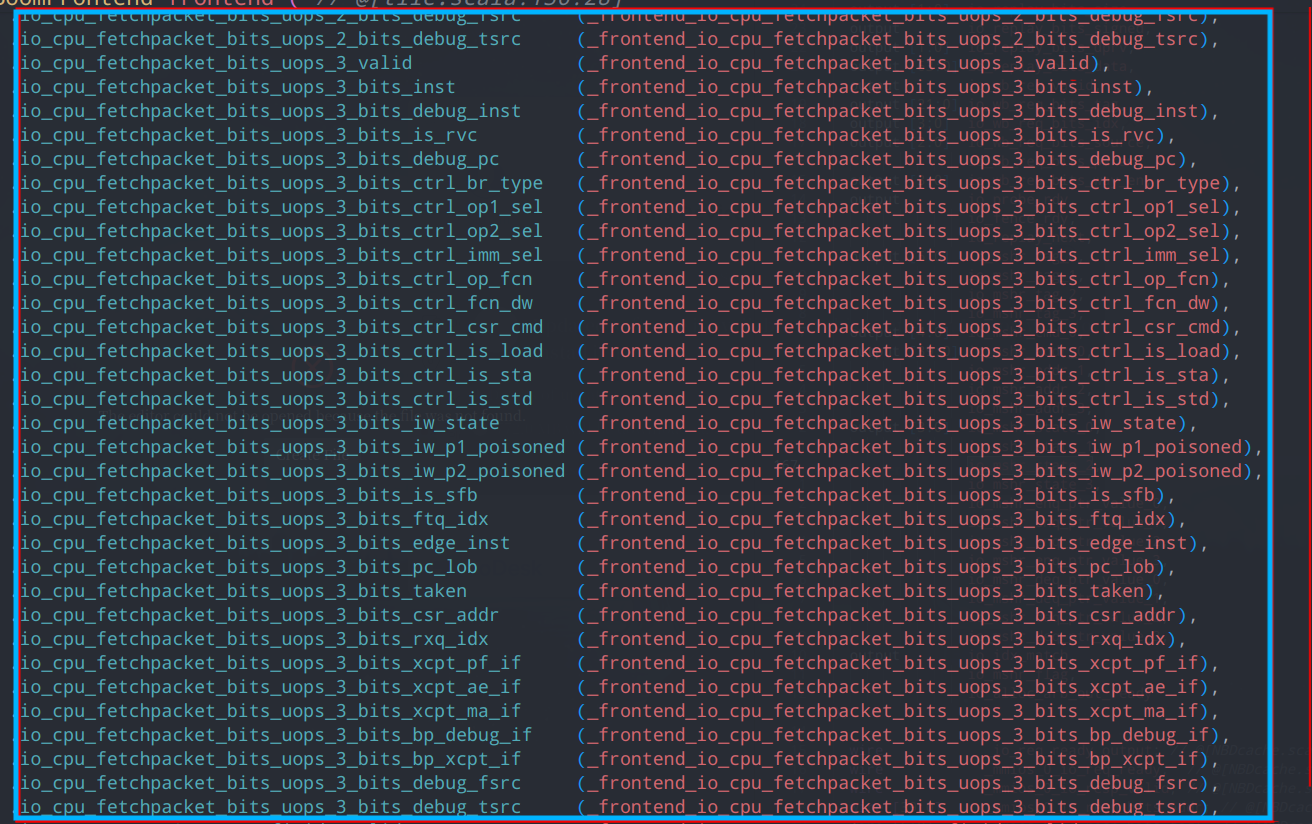 BoomFrontend frontend ( // @[tile.scala:156:28]
.io_cpu_fetchpacket_bits_uops_2_bits_debug_fsrc (_frontend_io_cpu_fetchpacket_bits_uops_2_bits_debug_fsrc),
.io_cpu_fetchpacket_bits_uops_2_bits_debug_tsrc (_frontend_io_cpu_fetchpacket_bits_uops_2_bits_debug_tsrc),
.io_cpu_fetchpacket_bits_uops_3_valid (_frontend_io_cpu_fetchpacket_bits_uops_3_valid),
.io_cpu_fetchpacket_bits_uops_3_bits_inst (_frontend_io_cpu_fetchpacket_bits_uops_3_bits_inst),
.io_cpu_fetchpacket_bits_uops_3_bits_debug_inst (_frontend_io_cpu_fetchpacket_bits_uops_3_bits_debug_inst),
.io_cpu_fetchpacket_bits_uops_3_bits_is_rvc (_frontend_io_cpu_fetchpacket_bits_uops_3_bits_is_rvc),
.io_cpu_fetchpacket_bits_uops_3_bits_debug_pc (_frontend_io_cpu_fetchpacket_bits_uops_3_bits_debug_pc),
.io_cpu_fetchpacket_bits_uops_3_bits_ctrl_br_type (_frontend_io_cpu_fetchpacket_bits_uops_3_bits_ctrl_br_type),
.io_cpu_fetchpacket_bits_uops_3_bits_ctrl_op1_sel (_frontend_io_cpu_fetchpacket_bits_uops_3_bits_ctrl_op1_sel),
.io_cpu_fetchpacket_bits_uops_3_bits_ctrl_op2_sel (_frontend_io_cpu_fetchpacket_bits_uops_3_bits_ctrl_op2_sel),
.io_cpu_fetchpacket_bits_uops_3_bits_ctrl_imm_sel (_frontend_io_cpu_fetchpacket_bits_uops_3_bits_ctrl_imm_sel),
.io_cpu_fetchpacket_bits_uops_3_bits_ctrl_op_fcn (_frontend_io_cpu_fetchpacket_bits_uops_3_bits_ctrl_op_fcn),
.io_cpu_fetchpacket_bits_uops_3_bits_ctrl_fcn_dw (_frontend_io_cpu_fetchpacket_bits_uops_3_bits_ctrl_fcn_dw),
.io_cpu_fetchpacket_bits_uops_3_bits_ctrl_csr_cmd (_frontend_io_cpu_fetchpacket_bits_uops_3_bits_ctrl_csr_cmd),
.io_cpu_fetchpacket_bits_uops_3_bits_ctrl_is_load (_frontend_io_cpu_fetchpacket_bits_uops_3_bits_ctrl_is_load),
.io_cpu_fetchpacket_bits_uops_3_bits_ctrl_is_sta (_frontend_io_cpu_fetchpacket_bits_uops_3_bits_ctrl_is_sta),
.io_cpu_fetchpacket_bits_uops_3_bits_ctrl_is_std (_frontend_io_cpu_fetchpacket_bits_uops_3_bits_ctrl_is_std),
.io_cpu_fetchpacket_bits_uops_3_bits_iw_state (_frontend_io_cpu_fetchpacket_bits_uops_3_bits_iw_state),
.io_cpu_fetchpacket_bits_uops_3_bits_iw_p1_poisoned (_frontend_io_cpu_fetchpacket_bits_uops_3_bits_iw_p1_poisoned),
.io_cpu_fetchpacket_bits_uops_3_bits_iw_p2_poisoned (_frontend_io_cpu_fetchpacket_bits_uops_3_bits_iw_p2_poisoned),
.io_cpu_fetchpacket_bits_uops_3_bits_is_sfb (_frontend_io_cpu_fetchpacket_bits_uops_3_bits_is_sfb),
.io_cpu_fetchpacket_bits_uops_3_bits_ftq_idx (_frontend_io_cpu_fetchpacket_bits_uops_3_bits_ftq_idx),
.io_cpu_fetchpacket_bits_uops_3_bits_edge_inst (_frontend_io_cpu_fetchpacket_bits_uops_3_bits_edge_inst),
.io_cpu_fetchpacket_bits_uops_3_bits_pc_lob (_frontend_io_cpu_fetchpacket_bits_uops_3_bits_pc_lob),
.io_cpu_fetchpacket_bits_uops_3_bits_taken (_frontend_io_cpu_fetchpacket_bits_uops_3_bits_taken),
.io_cpu_fetchpacket_bits_uops_3_bits_csr_addr (_frontend_io_cpu_fetchpacket_bits_uops_3_bits_csr_addr),
.io_cpu_fetchpacket_bits_uops_3_bits_rxq_idx (_frontend_io_cpu_fetchpacket_bits_uops_3_bits_rxq_idx),
.io_cpu_fetchpacket_bits_uops_3_bits_xcpt_pf_if (_frontend_io_cpu_fetchpacket_bits_uops_3_bits_xcpt_pf_if),
.io_cpu_fetchpacket_bits_uops_3_bits_xcpt_ae_if (_frontend_io_cpu_fetchpacket_bits_uops_3_bits_xcpt_ae_if),
.io_cpu_fetchpacket_bits_uops_3_bits_xcpt_ma_if (_frontend_io_cpu_fetchpacket_bits_uops_3_bits_xcpt_ma_if),
.io_cpu_fetchpacket_bits_uops_3_bits_bp_debug_if (_frontend_io_cpu_fetchpacket_bits_uops_3_bits_bp_debug_if),
.io_cpu_fetchpacket_bits_uops_3_bits_bp_xcpt_if (_frontend_io_cpu_fetchpacket_bits_uops_3_bits_bp_xcpt_if),
.io_cpu_fetchpacket_bits_uops_3_bits_debug_fsrc (_frontend_io_cpu_fetchpacket_bits_uops_3_bits_debug_fsrc),
.io_cpu_fetchpacket_bits_uops_3_bits_debug_tsrc (_frontend_io_cpu_fetchpacket_bits_uops_3_bits_debug_tsrc),